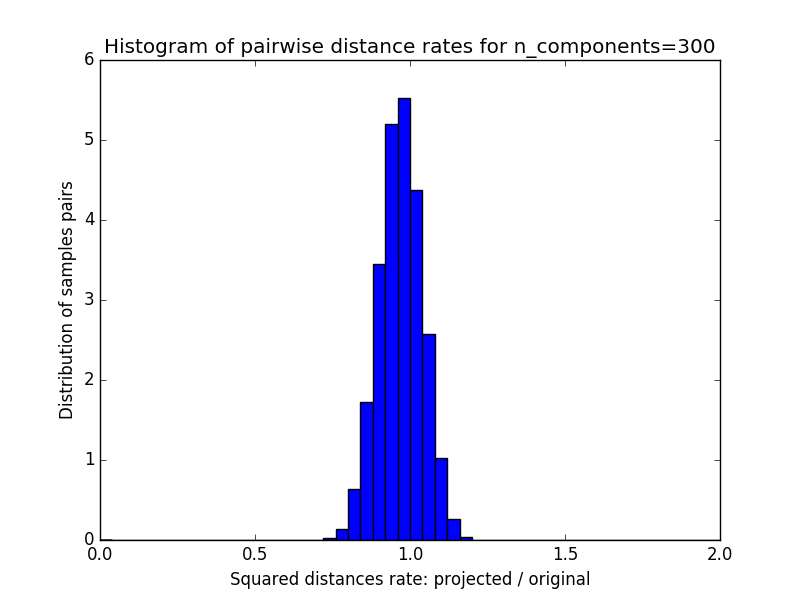 Histogram of pairwise distance rates for n_components=300
6
5
4
3
2
1
0
Distribution of samples pairs
0.0 0.5 1.0 1.5 2.0
Squared distances rate: projected / original